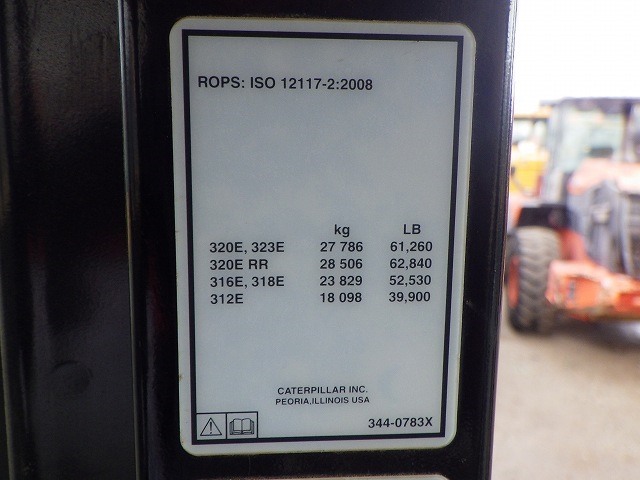 ROPS: ISO 12117-2:2008
kg LB
320E, 323E 27 786 61,260
320E RR 28 506 62,840
316E, 318E 23 829 52,530
312E 18 098 39,900
CATERPILLAR INC.
PEORIA,ILLINOIS USA
344-0783X